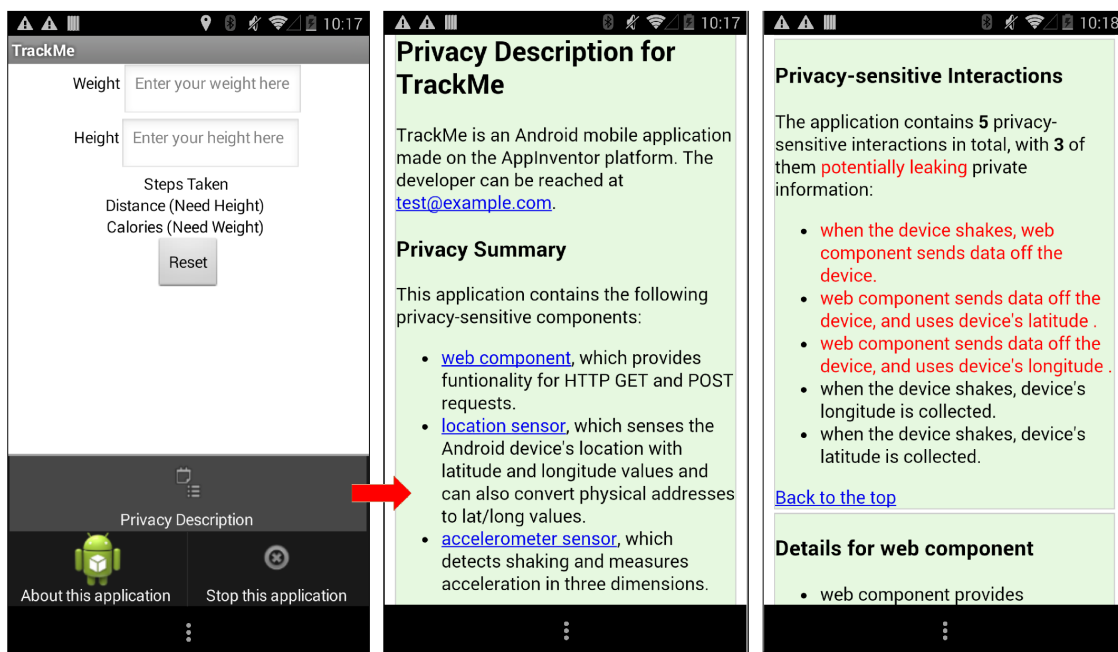 10:17
TrackMe
Weight Enter your weight here
Height Enter your height here
Steps Taken
Distance (Need Height)
Calories (Need Weight)
Reset
Privacy Description
About this application Stop this application
10:17
Privacy Description for
TrackMe
TrackMe is an Android mobile application
made on the AppInventor platform. The
developer can be reached at
test@example.com.
Privacy Summary
This application contains the following
privacy-sensitive components:
• web component, which provides
funtionality for HTTP GET and POST
requests.
• location sensor, which senses the
Android device's location with
latitude and longitude values and
can also convert physical addresses
to lat/long values.
• accelerometer sensor, which
detects shaking and measures
acceleration in three dimensions.
10:18
Privacy-sensitive Interactions
The application contains 5 privacy-
sensitive interactions in total, with 3 of
them potentially leaking private
information:
• when the device shakes, web
component sends data off the
device.
• web component sends data off the
device, and uses device's latitude .
• web component sends data off the
device, and uses device's longitude .
• when the device shakes, device's
longitude is collected.
• when the device shakes, device's
latitude is collected.
Back to the top
Details for web component
• web component provides